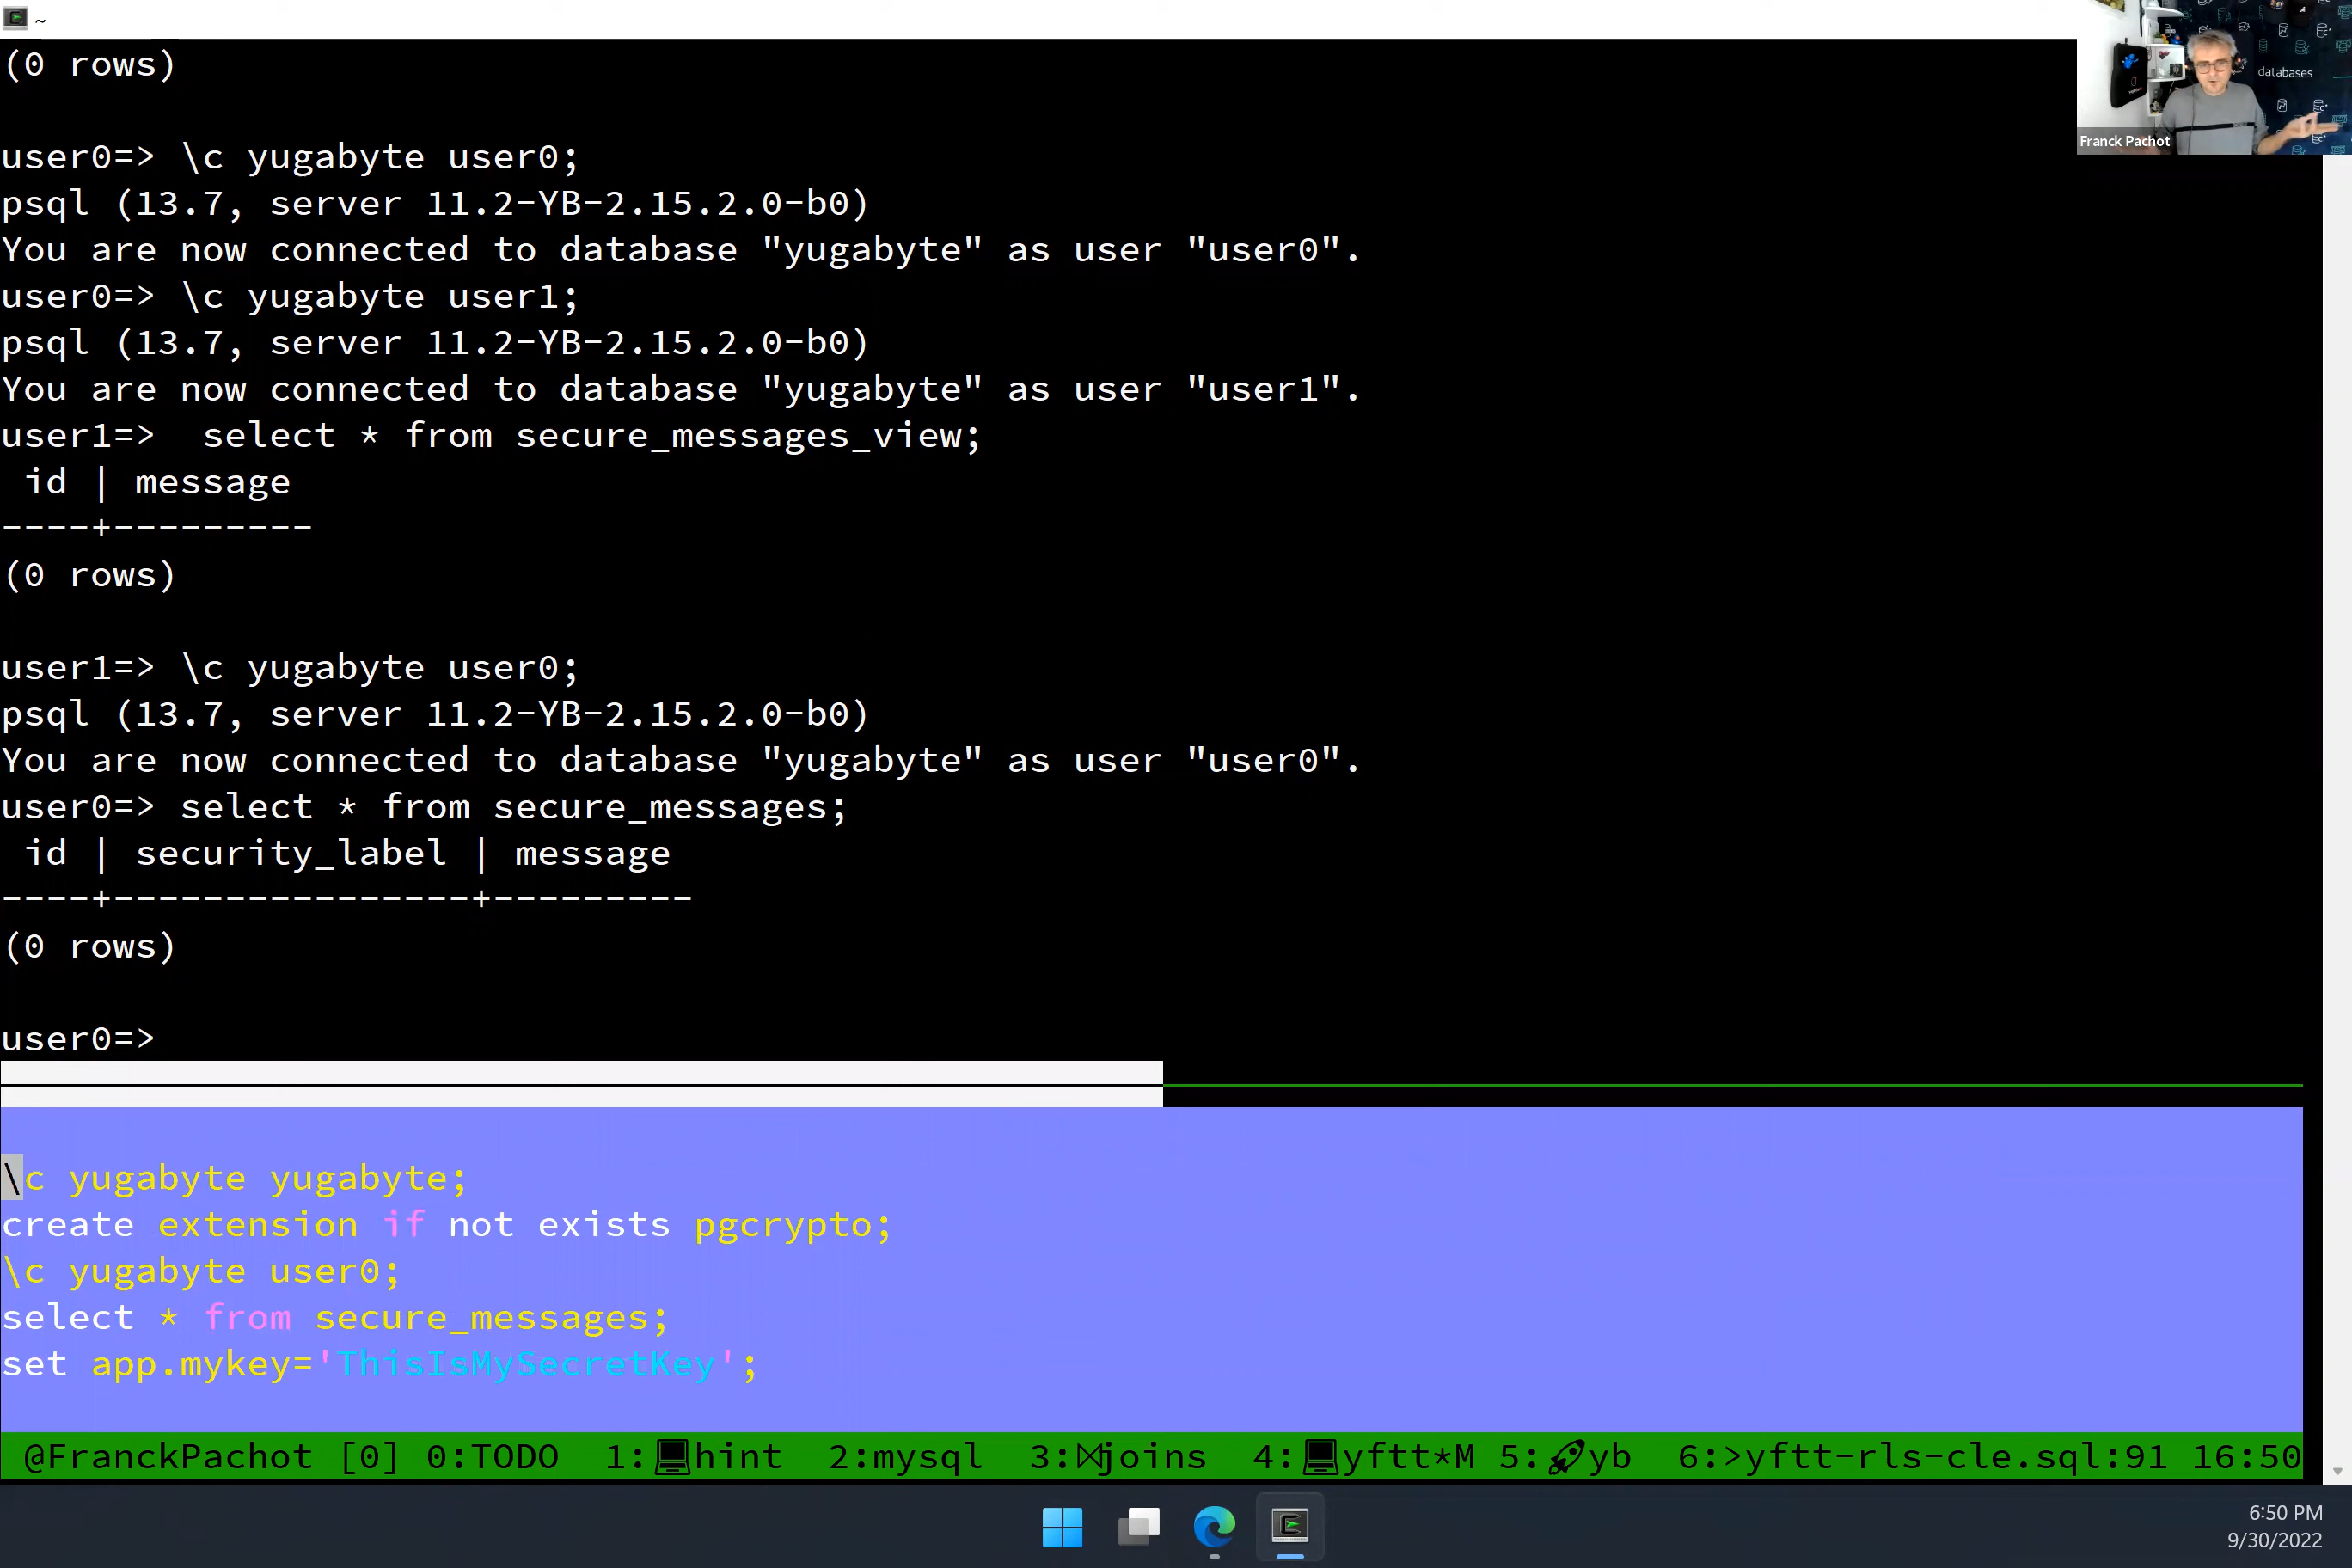 ~
(0 rows)
user0=> \c yugabyte user0;
psql (13.7, server 11.2-YB-2.15.2.0-b0)
You are now connected to database "yugabyte" as user "user0".
user0=> \c yugabyte user1;
psql (13.7, server 11.2-YB-2.15.2.0-b0)
You are now connected to database "yugabyte" as user "user1".
user1=>  select * from secure_messages_view;
 id | message
----+---------
(0 rows)
user1=> \c yugabyte user0;
psql (13.7, server 11.2-YB-2.15.2.0-b0)
You are now connected to database "yugabyte" as user "user0".
user0=> select * from secure_messages;
 id | security_label | message
----+----------------+---------
(0 rows)
user0=>
databases
Franck Pachot
\c yugabyte yugabyte;
create extension if not exists pgcrypto;
\c yugabyte user0;
select * from secure_messages;
set app.mykey='ThisIsMySecretKey';
@FranckPachot [0] 0:TODO  1:💻hint  2:mysql  3:⋈joins  4:💻yftt*M 5:🚀yb  6:>yftt-rls-cle.sql:91 16:50
6:50 PM
9/30/2022